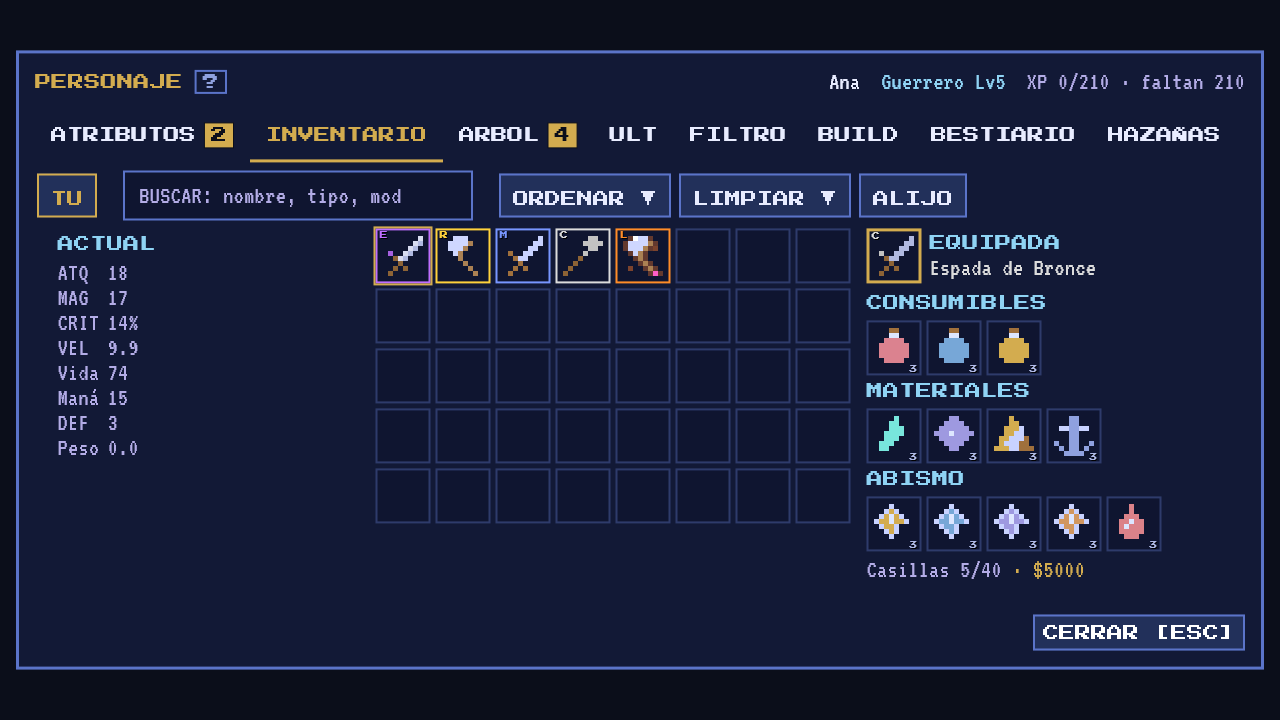 PERSONAJE ?
Ana Guerrero Lv5 XP 0/210 · faltan 210
ATRIBUTOS 2 INVENTARIO ARBOL 4 ULT FILTRO BUILD BESTIARIO HAZAñAS
TU BUSCAR: nombre, tipo, mod ORDENAR ▼ LIMPIAR ▼ ALIJO
ACTUAL
ATQ 18
MAG 17
CRIT 14%
VEL 9.9
Vida 74
Maná 15
DEF 3
Peso 0.0
E R M C L
C EQUIPADA
Espada de Bronce
CONSUMIBLES
3 3 3
MATERIALES
3 3 3 3
ABISMO
3 3 3 3 3
Casillas 5/40 · $5000
CERRAR [ESC]